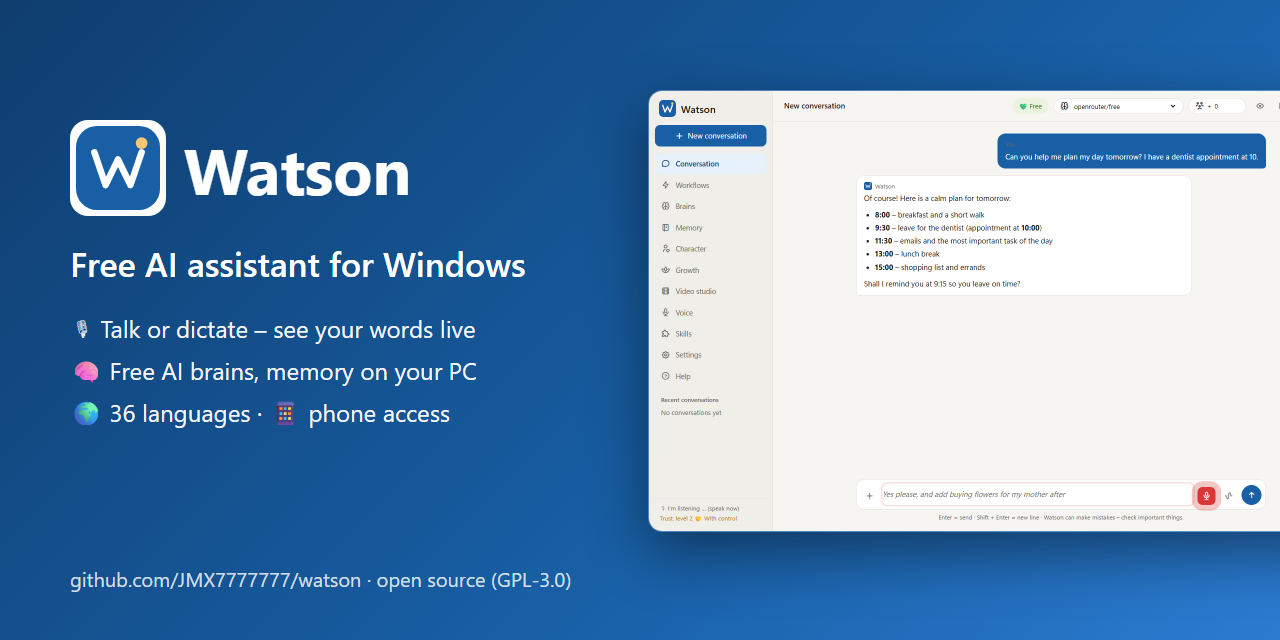 Watson
Free AI assistant for Windows
Talk or dictate – see your words live
Free AI brains, memory on your PC
36 languages · phone access
github.com/JMX7777777/watson · open source (GPL-3.0)
Watson
New conversation
Conversation
Workflows
Brains
Memory
Character
Growth
Video studio
Voice
Skills
Settings
Help
Recent conversations
No conversations yet
I'm listening ... (speak now)
Trust: level 2 With control
New conversation
Free
openrouter/free
+ 0
Can you help me plan my day tomorrow? I have a dentist appointment at 10.
Watson
Of course! Here is a calm plan for tomorrow:
• 8:00 – breakfast and a short walk
• 9:30 – leave for the dentist (appointment at 10:00)
• 11:30 – emails and the most important task of the day
• 13:00 – lunch break
• 15:00 – shopping list and errands
Shall I remind you at 9:15 so you leave on time?
Yes please, and add buying flowers for my mother after
Enter = send · Shift + Enter = new line · Watson can make mistakes – check important things.